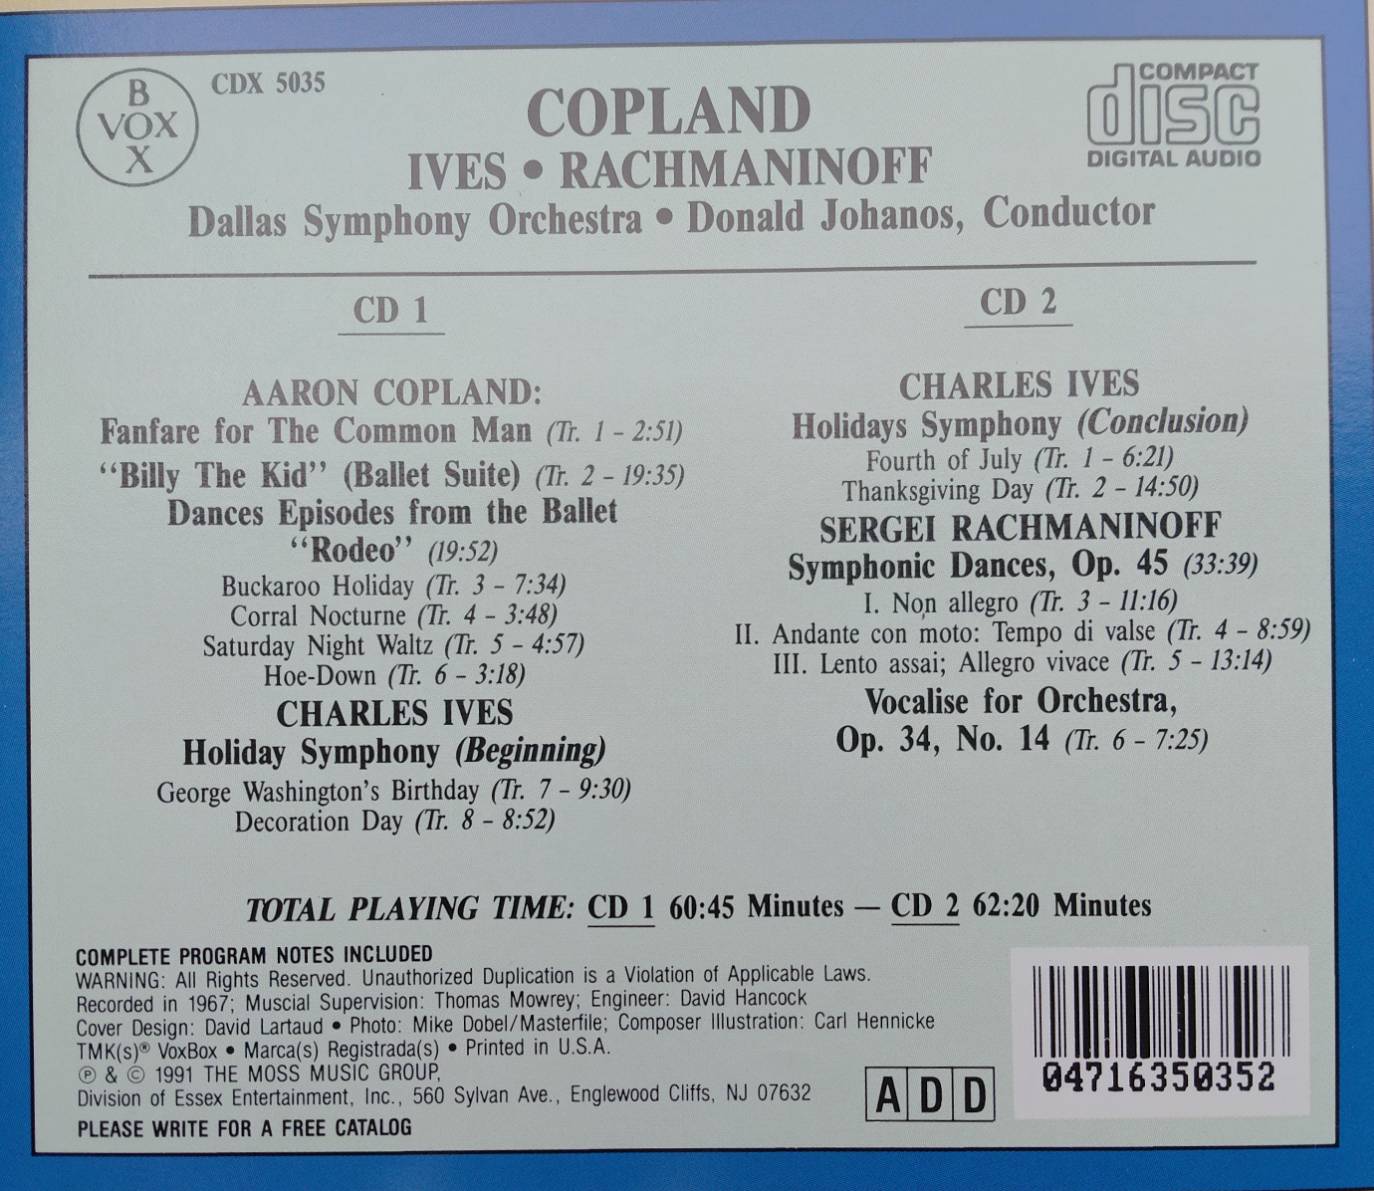 B
VOX
X
CDX 5035
COMPACT
disc
DIGITAL AUDIO
COPLAND
IVES • RACHMANINOFF
Dallas Symphony Orchestra • Donald Johanos, Conductor
CD 1
AARON COPLAND:
Fanfare for The Common Man (Tr. 1 – 2:51)
“Billy The Kid” (Ballet Suite) (Tr. 2 – 19:35)
Dances Episodes from the Ballet
“Rodeo” (19:52)
Buckaroo Holiday (Tr. 3 – 7:34)
Corral Nocturne (Tr. 4 – 3:48)
Saturday Night Waltz (Tr. 5 – 4:57)
Hoe-Down (Tr. 6 – 3:18)
CHARLES IVES
Holiday Symphony (Beginning)
George Washington's Birthday (Tr. 7 – 9:30)
Decoration Day (Tr. 8 – 8:52)
CD 2
CHARLES IVES
Holidays Symphony (Conclusion)
Fourth of July (Tr. 1 – 6:21)
Thanksgiving Day (Tr. 2 – 14:50)
SERGEI RACHMANINOFF
Symphonic Dances, Op. 45 (33:39)
I. Non allegro (Tr. 3 – 11:16)
II. Andante con moto: Tempo di valse (Tr. 4 – 8:59)
III. Lento assai; Allegro vivace (Tr. 5 – 13:14)
Vocalise for Orchestra,
Op. 34, No. 14 (Tr. 6 – 7:25)
TOTAL PLAYING TIME: CD 1 60:45 Minutes — CD 2 62:20 Minutes
COMPLETE PROGRAM NOTES INCLUDED
WARNING: All Rights Reserved. Unauthorized Duplication is a Violation of Applicable Laws.
Recorded in 1967; Muscial Supervision: Thomas Mowrey; Engineer: David Hancock
Cover Design: David Lartaud • Photo: Mike Dobel/Masterfile; Composer Illustration: Carl Hennicke
TMK(s)® VoxBox • Marca(s) Registrada(s) • Printed in U.S.A.
℗ & © 1991 THE MOSS MUSIC GROUP,
Division of Essex Entertainment, Inc., 560 Sylvan Ave., Englewood Cliffs, NJ 07632
PLEASE WRITE FOR A FREE CATALOG
A D D
04716350352